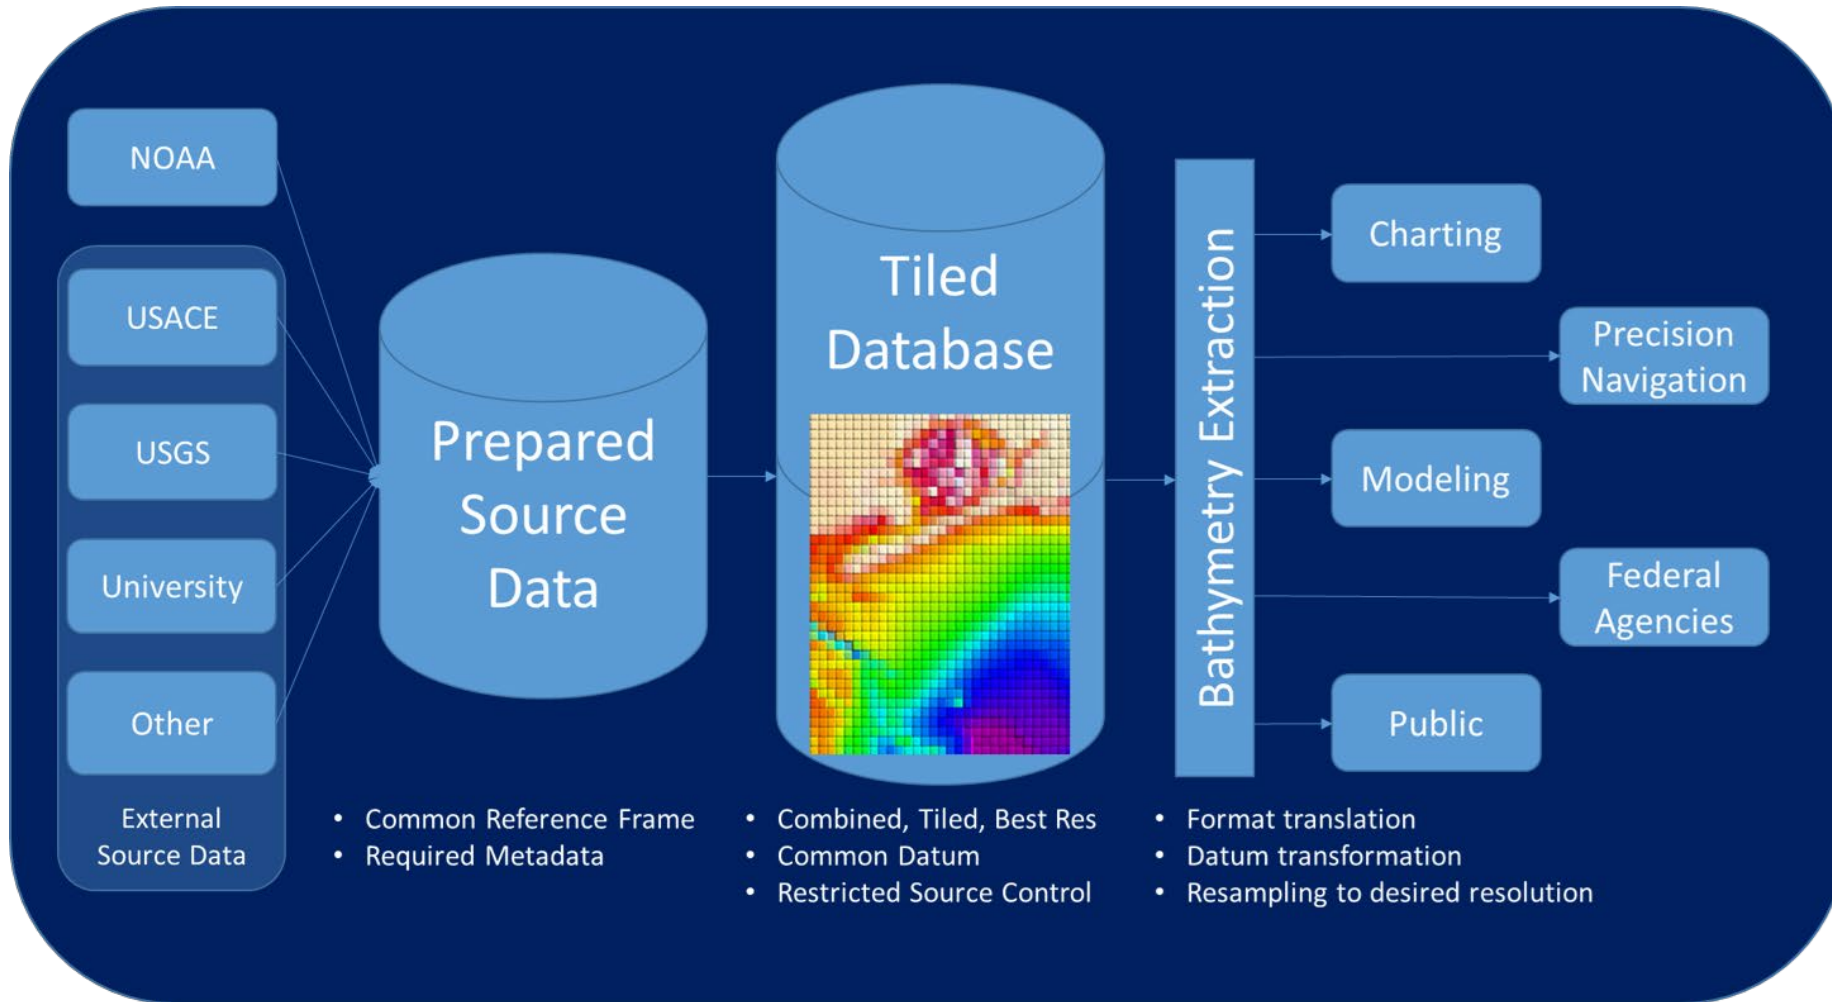 NOAA
USACE
USGS
University
Other
External
Source Data
Prepared
Source
Data
• Common Reference Frame
• Required Metadata
Tiled
Database
• Combined, Tiled, Best Res
• Common Datum
• Restricted Source Control
Bathymetry Extraction
• Format translation
• Datum transformation
• Resampling to desired resolution
Charting
Precision
Navigation
Modeling
Federal
Agencies
Public